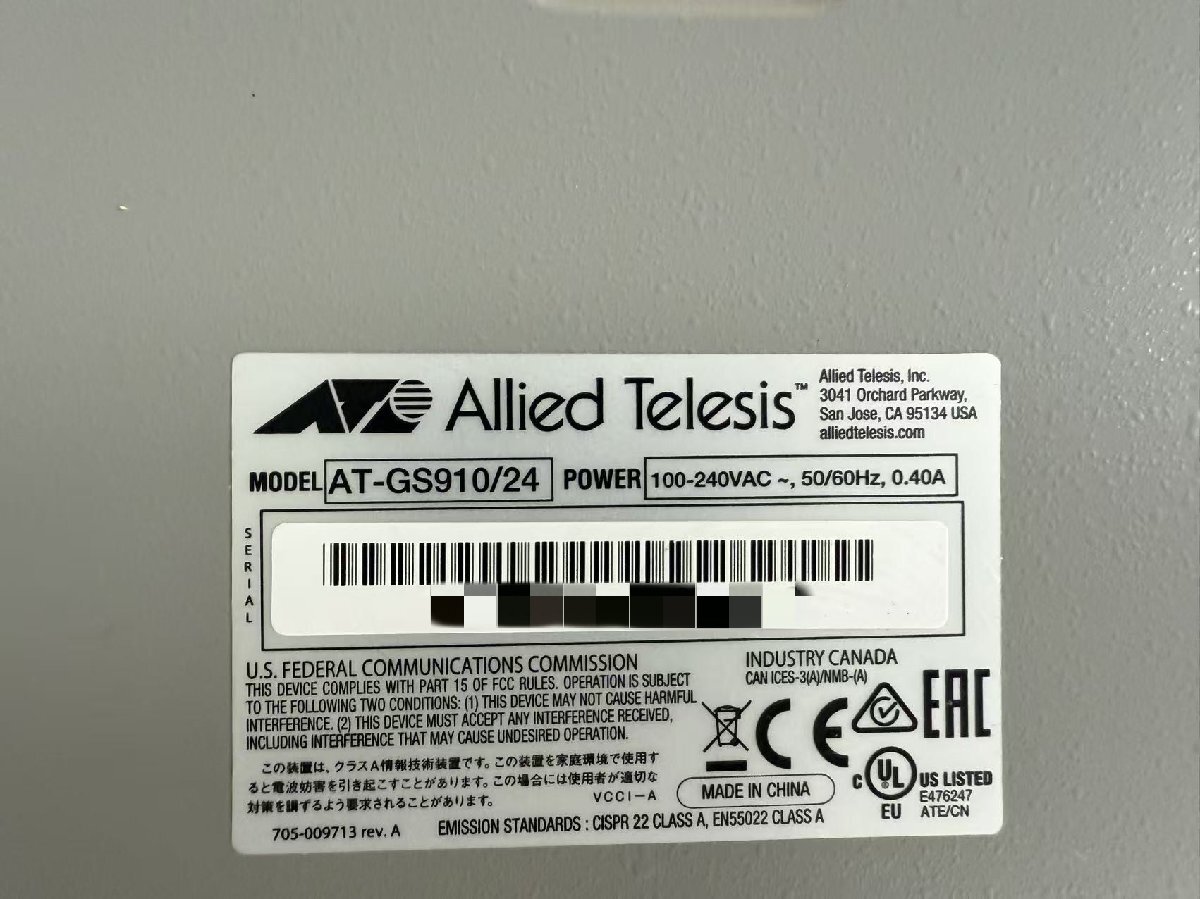 Allied Telesis™
Allied Telesis, Inc.
3041 Orchard Parkway,
San Jose, CA 95134 USA
alliedtelesis.com
MODEL AT-GS910/24 POWER 100-240VAC ~, 50/60Hz, 0.40A
SERIAL
U.S. FEDERAL COMMUNICATIONS COMMISSION
THIS DEVICE COMPLIES WITH PART 15 OF FCC RULES. OPERATION IS SUBJECT
TO THE FOLLOWING TWO CONDITIONS: (1) THIS DEVICE MAY NOT CAUSE HARMFUL
INTERFERENCE. (2) THIS DEVICE MUST ACCEPT ANY INTERFERENCE RECEIVED,
INCLUDING INTERFERENCE THAT MAY CAUSE UNDESIRED OPERATION.
この装置は、クラスA情報技術装置です。この装置を家庭環境で使用す
ると電波妨害を引き起こすことがあります。この場合には使用者が適切な
対策を講ずるよう要求されることがあります。
VCCI-A
705-009713 rev. A
EMISSION STANDARDS : CISPR 22 CLASS A, EN55022 CLASS A
INDUSTRY CANADA
CAN ICES-3(A)/NMB-(A)
CE
EAC
MADE IN CHINA
C UL US LISTED
EU
E476247
ATE/CN